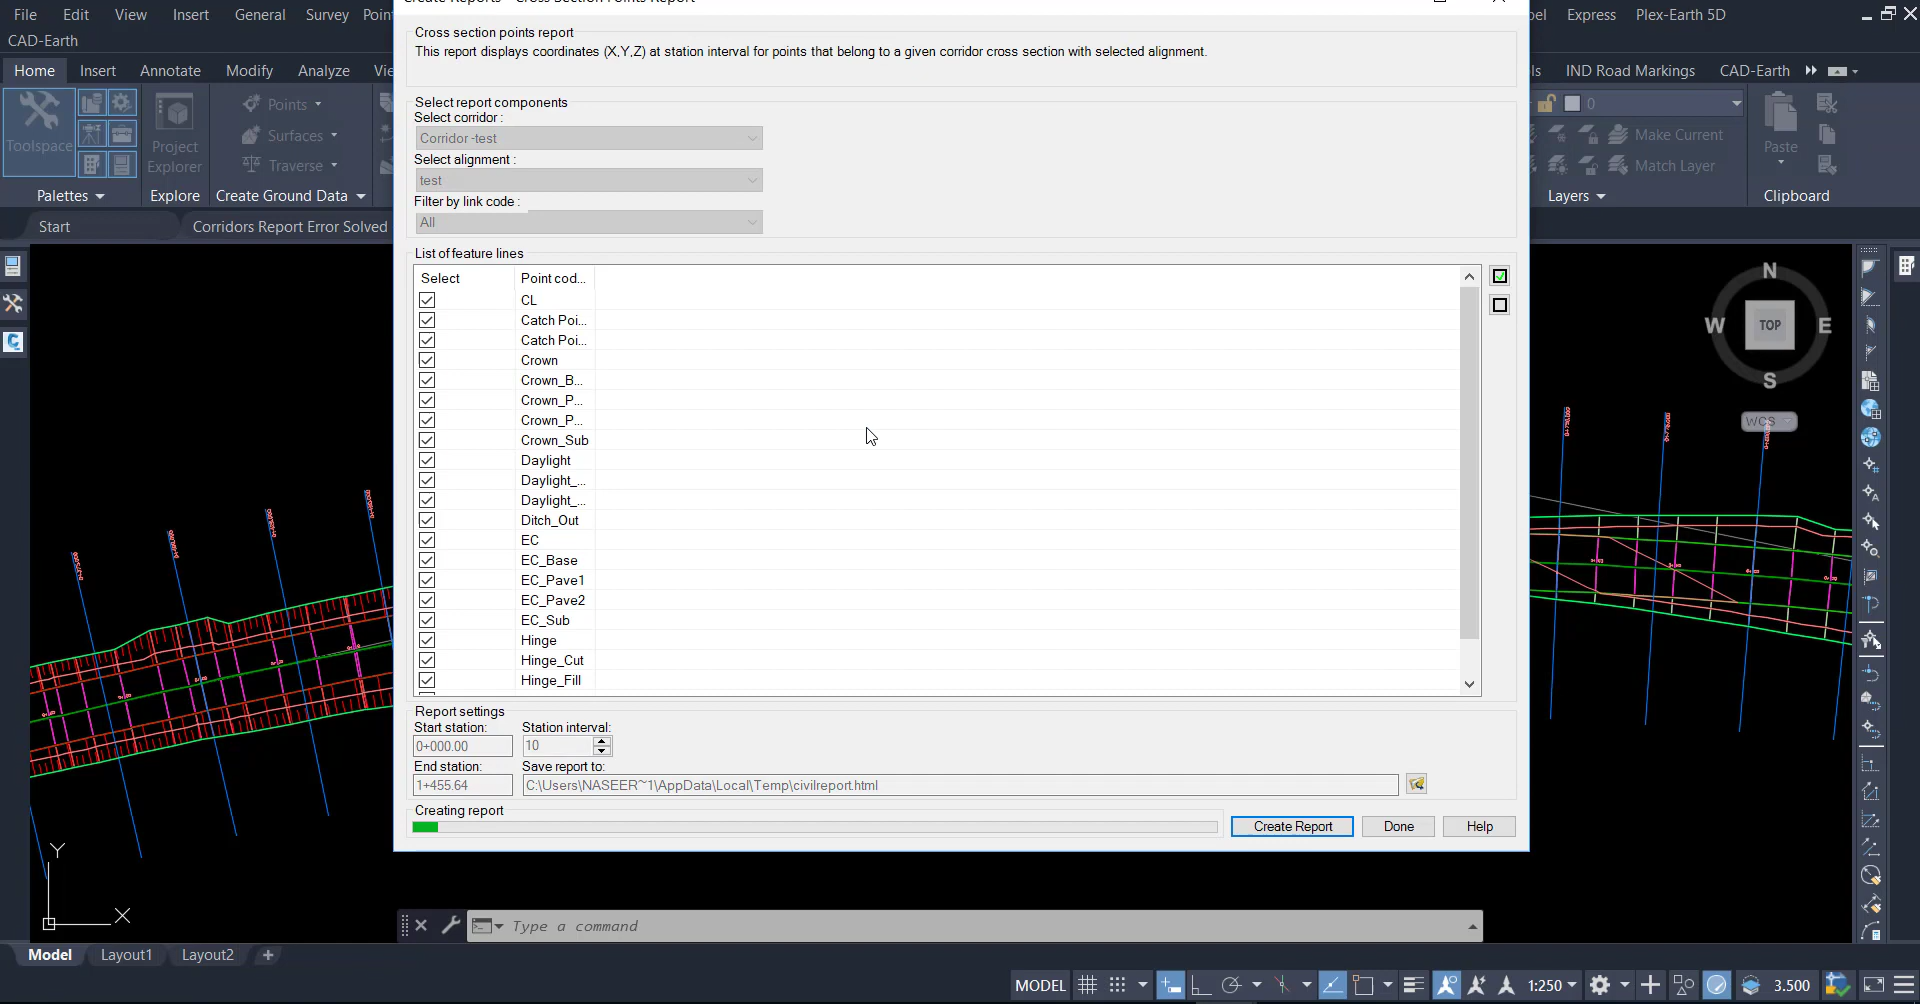 File Edit View Insert General Survey Poin
Create Reports - Cross Section Points Report
Express Plex-Earth 5D
CAD-Earth
Home Insert Annotate Modify Analyze Vie
IND Road Markings CAD-Earth
Toolspace
Project
Explorer
Points
Surfaces
Traverse
Palettes
Explore
Create Ground Data
0
Make Current
Match Layer
Layers
Paste
Clipboard
Start
Corridors Report Error Solved
Cross section points report
This report displays coordinates (X,Y,Z) at station interval for points that belong to a given corridor cross section with selected alignment.
Select report components
Select corridor :
Corridor -test
Select alignment :
test
Filter by link code :
All
List of feature lines
Select Point cod...
CL
Catch Poi...
Catch Poi...
Crown
Crown_B...
Crown_P...
Crown_P...
Crown_Sub
Daylight
Daylight_...
Daylight_...
Ditch_Out
EC
EC_Base
EC_Pave1
EC_Pave2
EC_Sub
Hinge
Hinge_Cut
Hinge_Fill
Report settings
Start station: Station interval:
0+000.00 10
End station: Save report to:
1+455.64 C:\Users\NASEER~1\AppData\Local\Temp\civilreport.html
Creating report
Create Report Done Help
N
W TOP E
S
WCS
Y
X
Type a command
Model Layout1 Layout2 +
MODEL 1:250 3.500